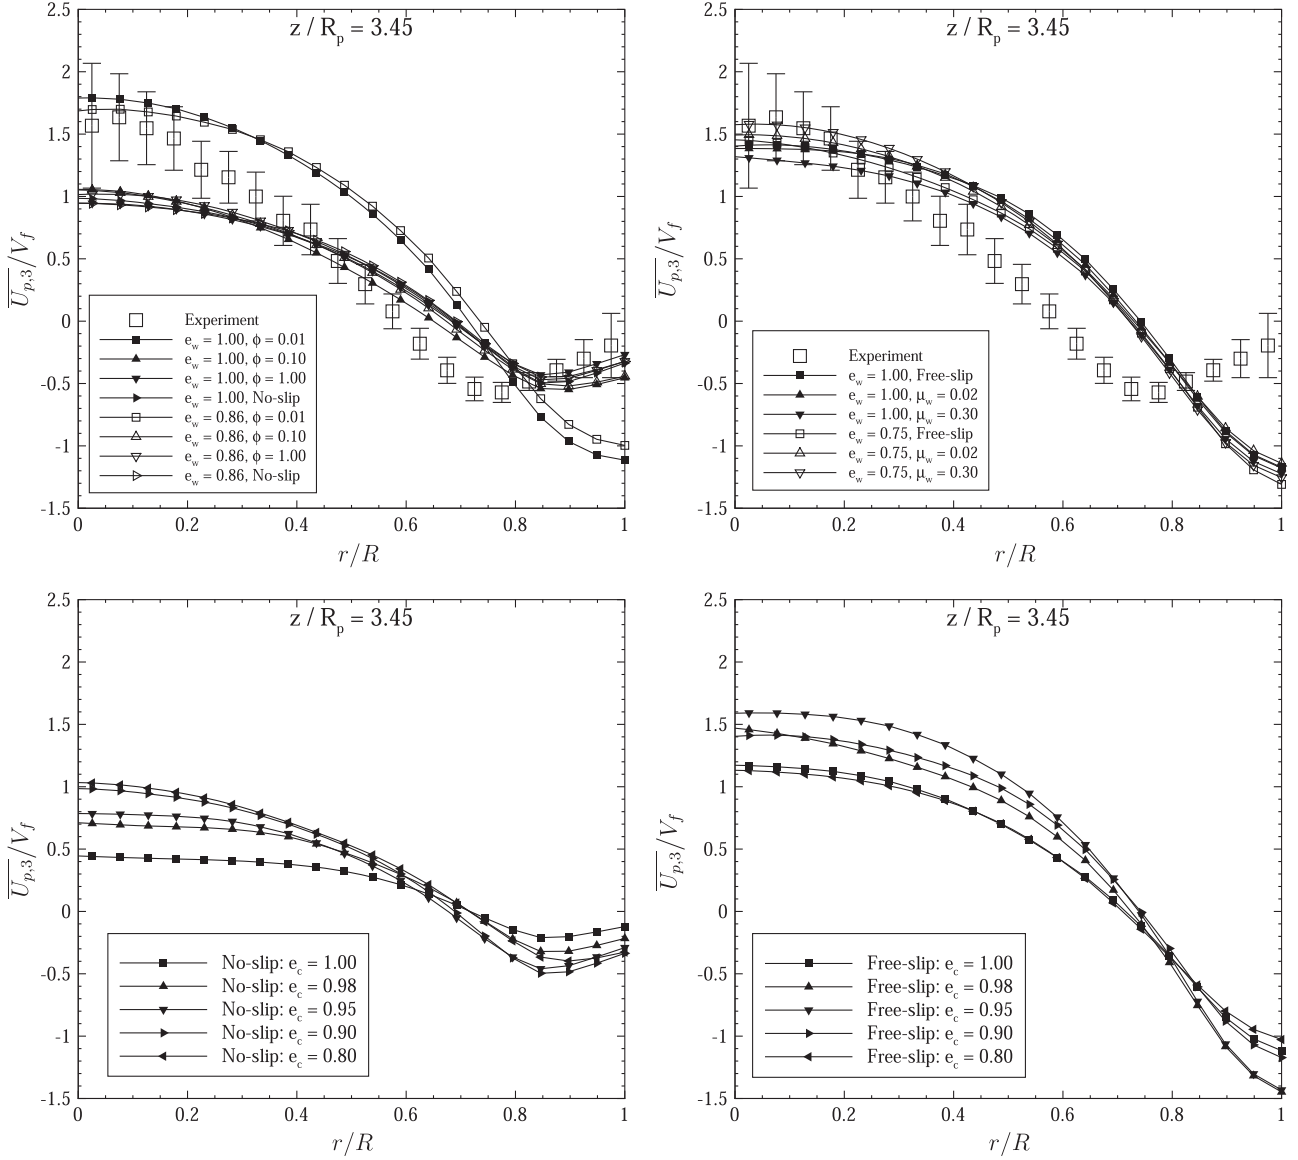 2.5
2
1.5
1
0.5
0
-0.5
-1
-1.5
z / R_p = 3.45
Experiment
e_w = 1.00, ϕ = 0.01
e_w = 1.00, ϕ = 0.10
e_w = 1.00, ϕ = 1.00
e_w = 1.00, No-slip
e_w = 0.86, ϕ = 0.01
e_w = 0.86, ϕ = 0.10
e_w = 0.86, ϕ = 1.00
e_w = 0.86, No-slip
0 0.2 0.4 0.6 0.8 1
r/R
\overline{U_{p,3}}/V_f
2.5
2
1.5
1
0.5
0
-0.5
-1
-1.5
z / R_p = 3.45
Experiment
e_w = 1.00, Free-slip
e_w = 1.00, μ_w = 0.02
e_w = 1.00, μ_w = 0.30
e_w = 0.75, Free-slip
e_w = 0.75, μ_w = 0.02
e_w = 0.75, μ_w = 0.30
0 0.2 0.4 0.6 0.8 1
r/R
\overline{U_{p,3}}/V_f
2.5
2
1.5
1
0.5
0
-0.5
-1
-1.5
z / R_p = 3.45
No-slip: e_c = 1.00
No-slip: e_c = 0.98
No-slip: e_c = 0.95
No-slip: e_c = 0.90
No-slip: e_c = 0.80
0 0.2 0.4 0.6 0.8 1
r/R
\overline{U_{p,3}}/V_f
2.5
2
1.5
1
0.5
0
-0.5
-1
-1.5
z / R_p = 3.45
Free-slip: e_c = 1.00
Free-slip: e_c = 0.98
Free-slip: e_c = 0.95
Free-slip: e_c = 0.90
Free-slip: e_c = 0.80
0 0.2 0.4 0.6 0.8 1
r/R
\overline{U_{p,3}}/V_f